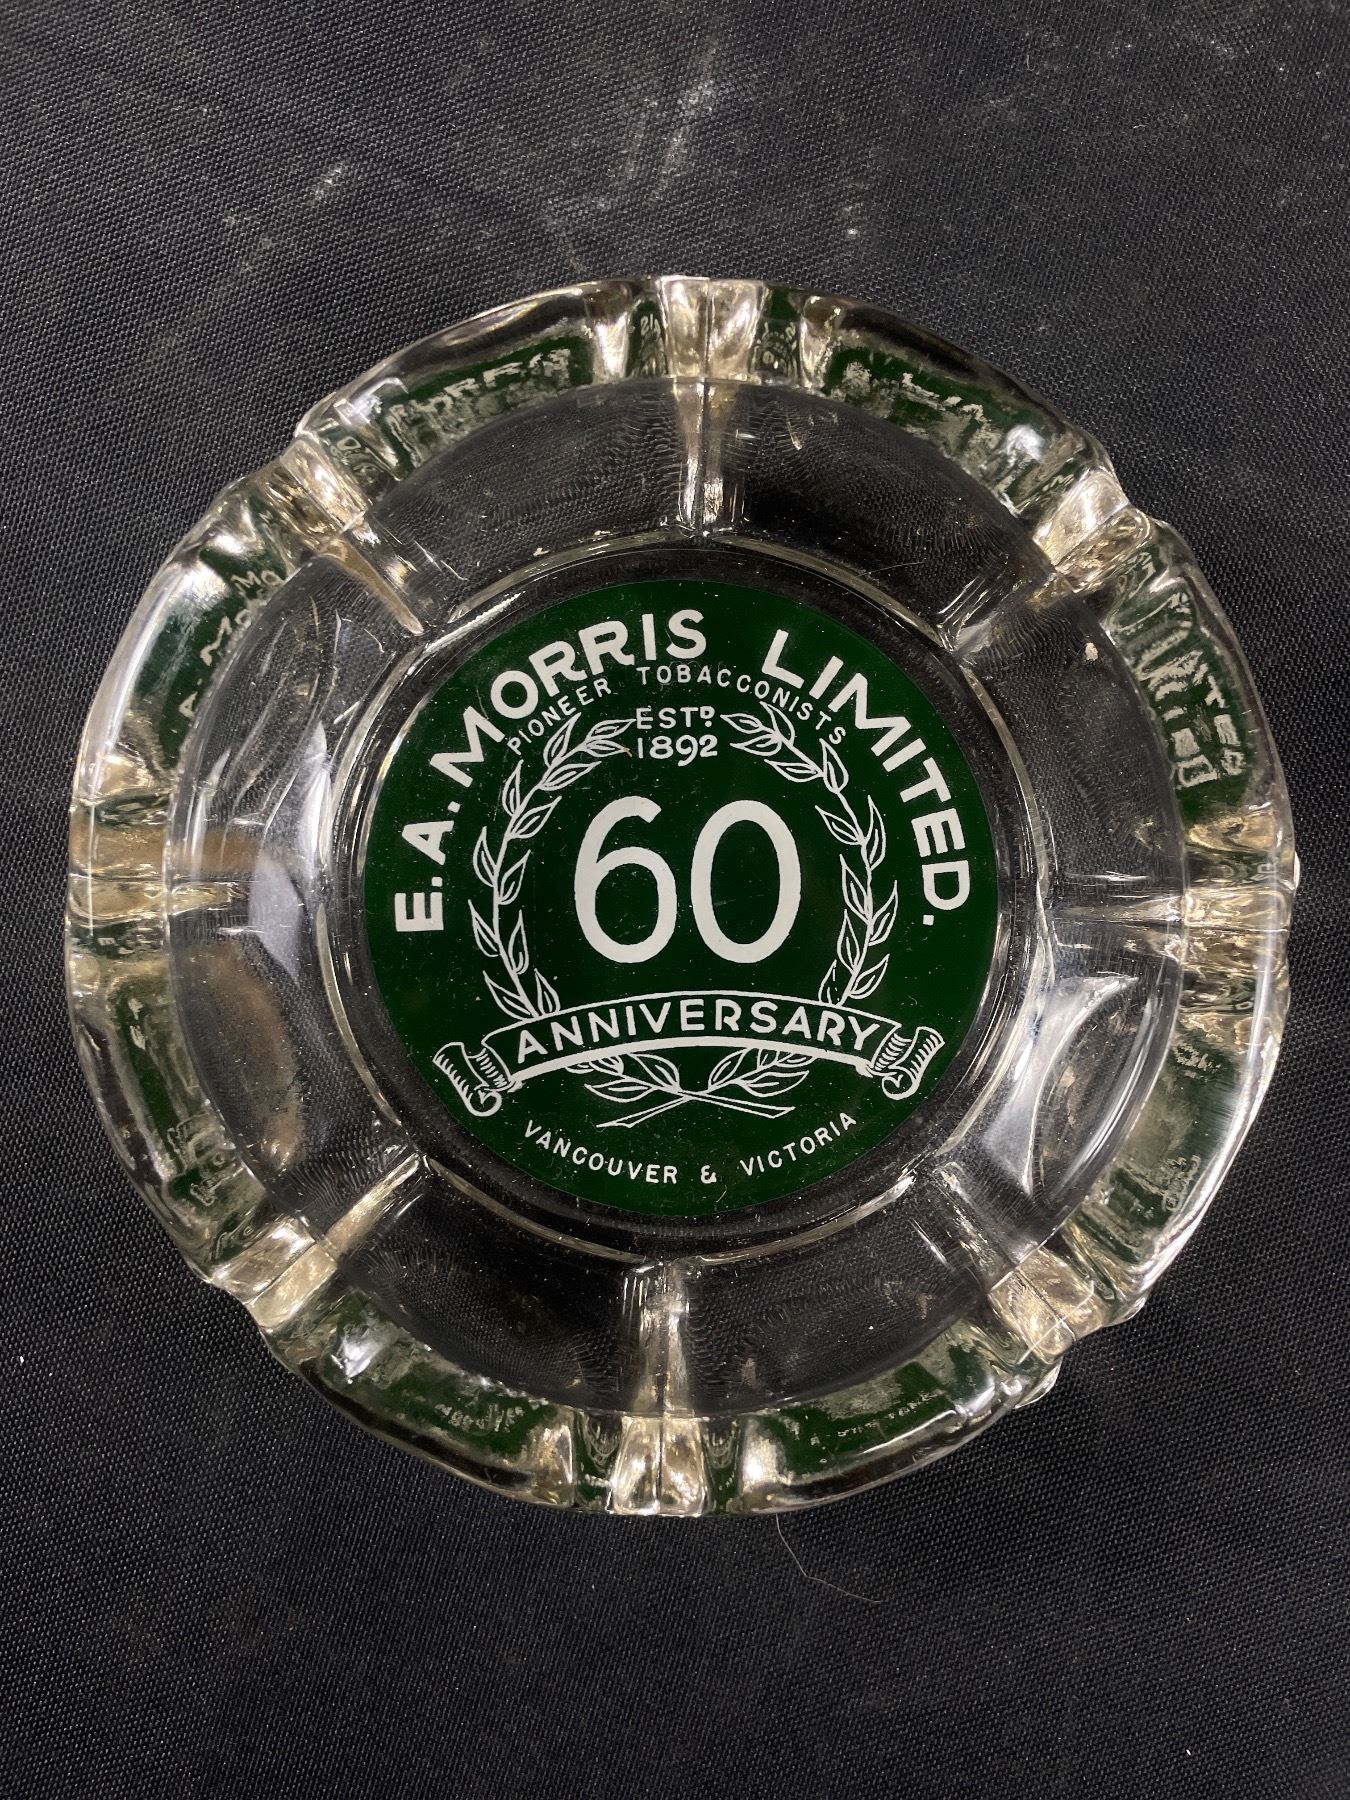 E.A. MORRIS LIMITED.
PIONEER TOBACCONISTS
ESTD.
1892
60
ANNIVERSARY
VANCOUVER & VICTORIA